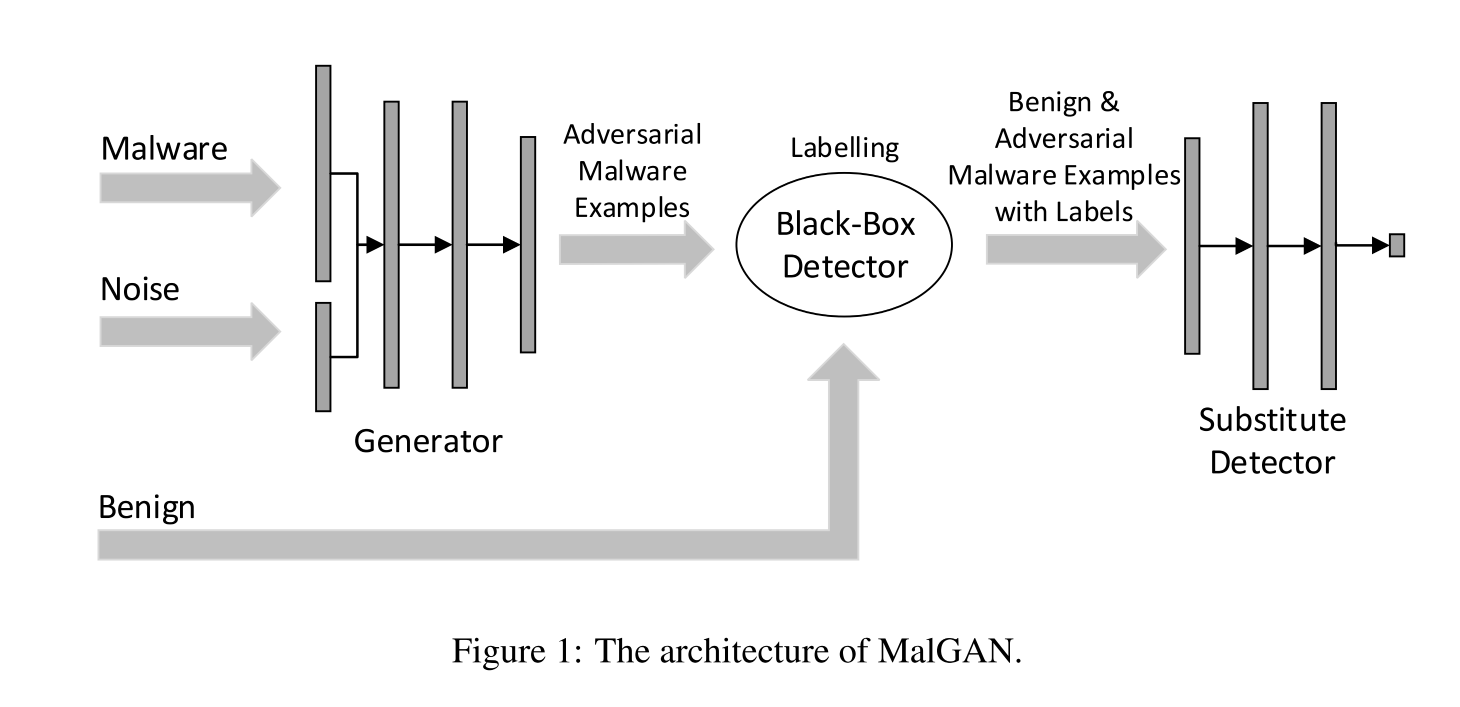 Malware
Noise
Generator
Benign
Adversarial
Malware
Examples
Labelling
Black-Box
Detector
Benign &
Adversarial
Malware Examples
with Labels
Substitute
Detector
Figure 1: The architecture of MalGAN.